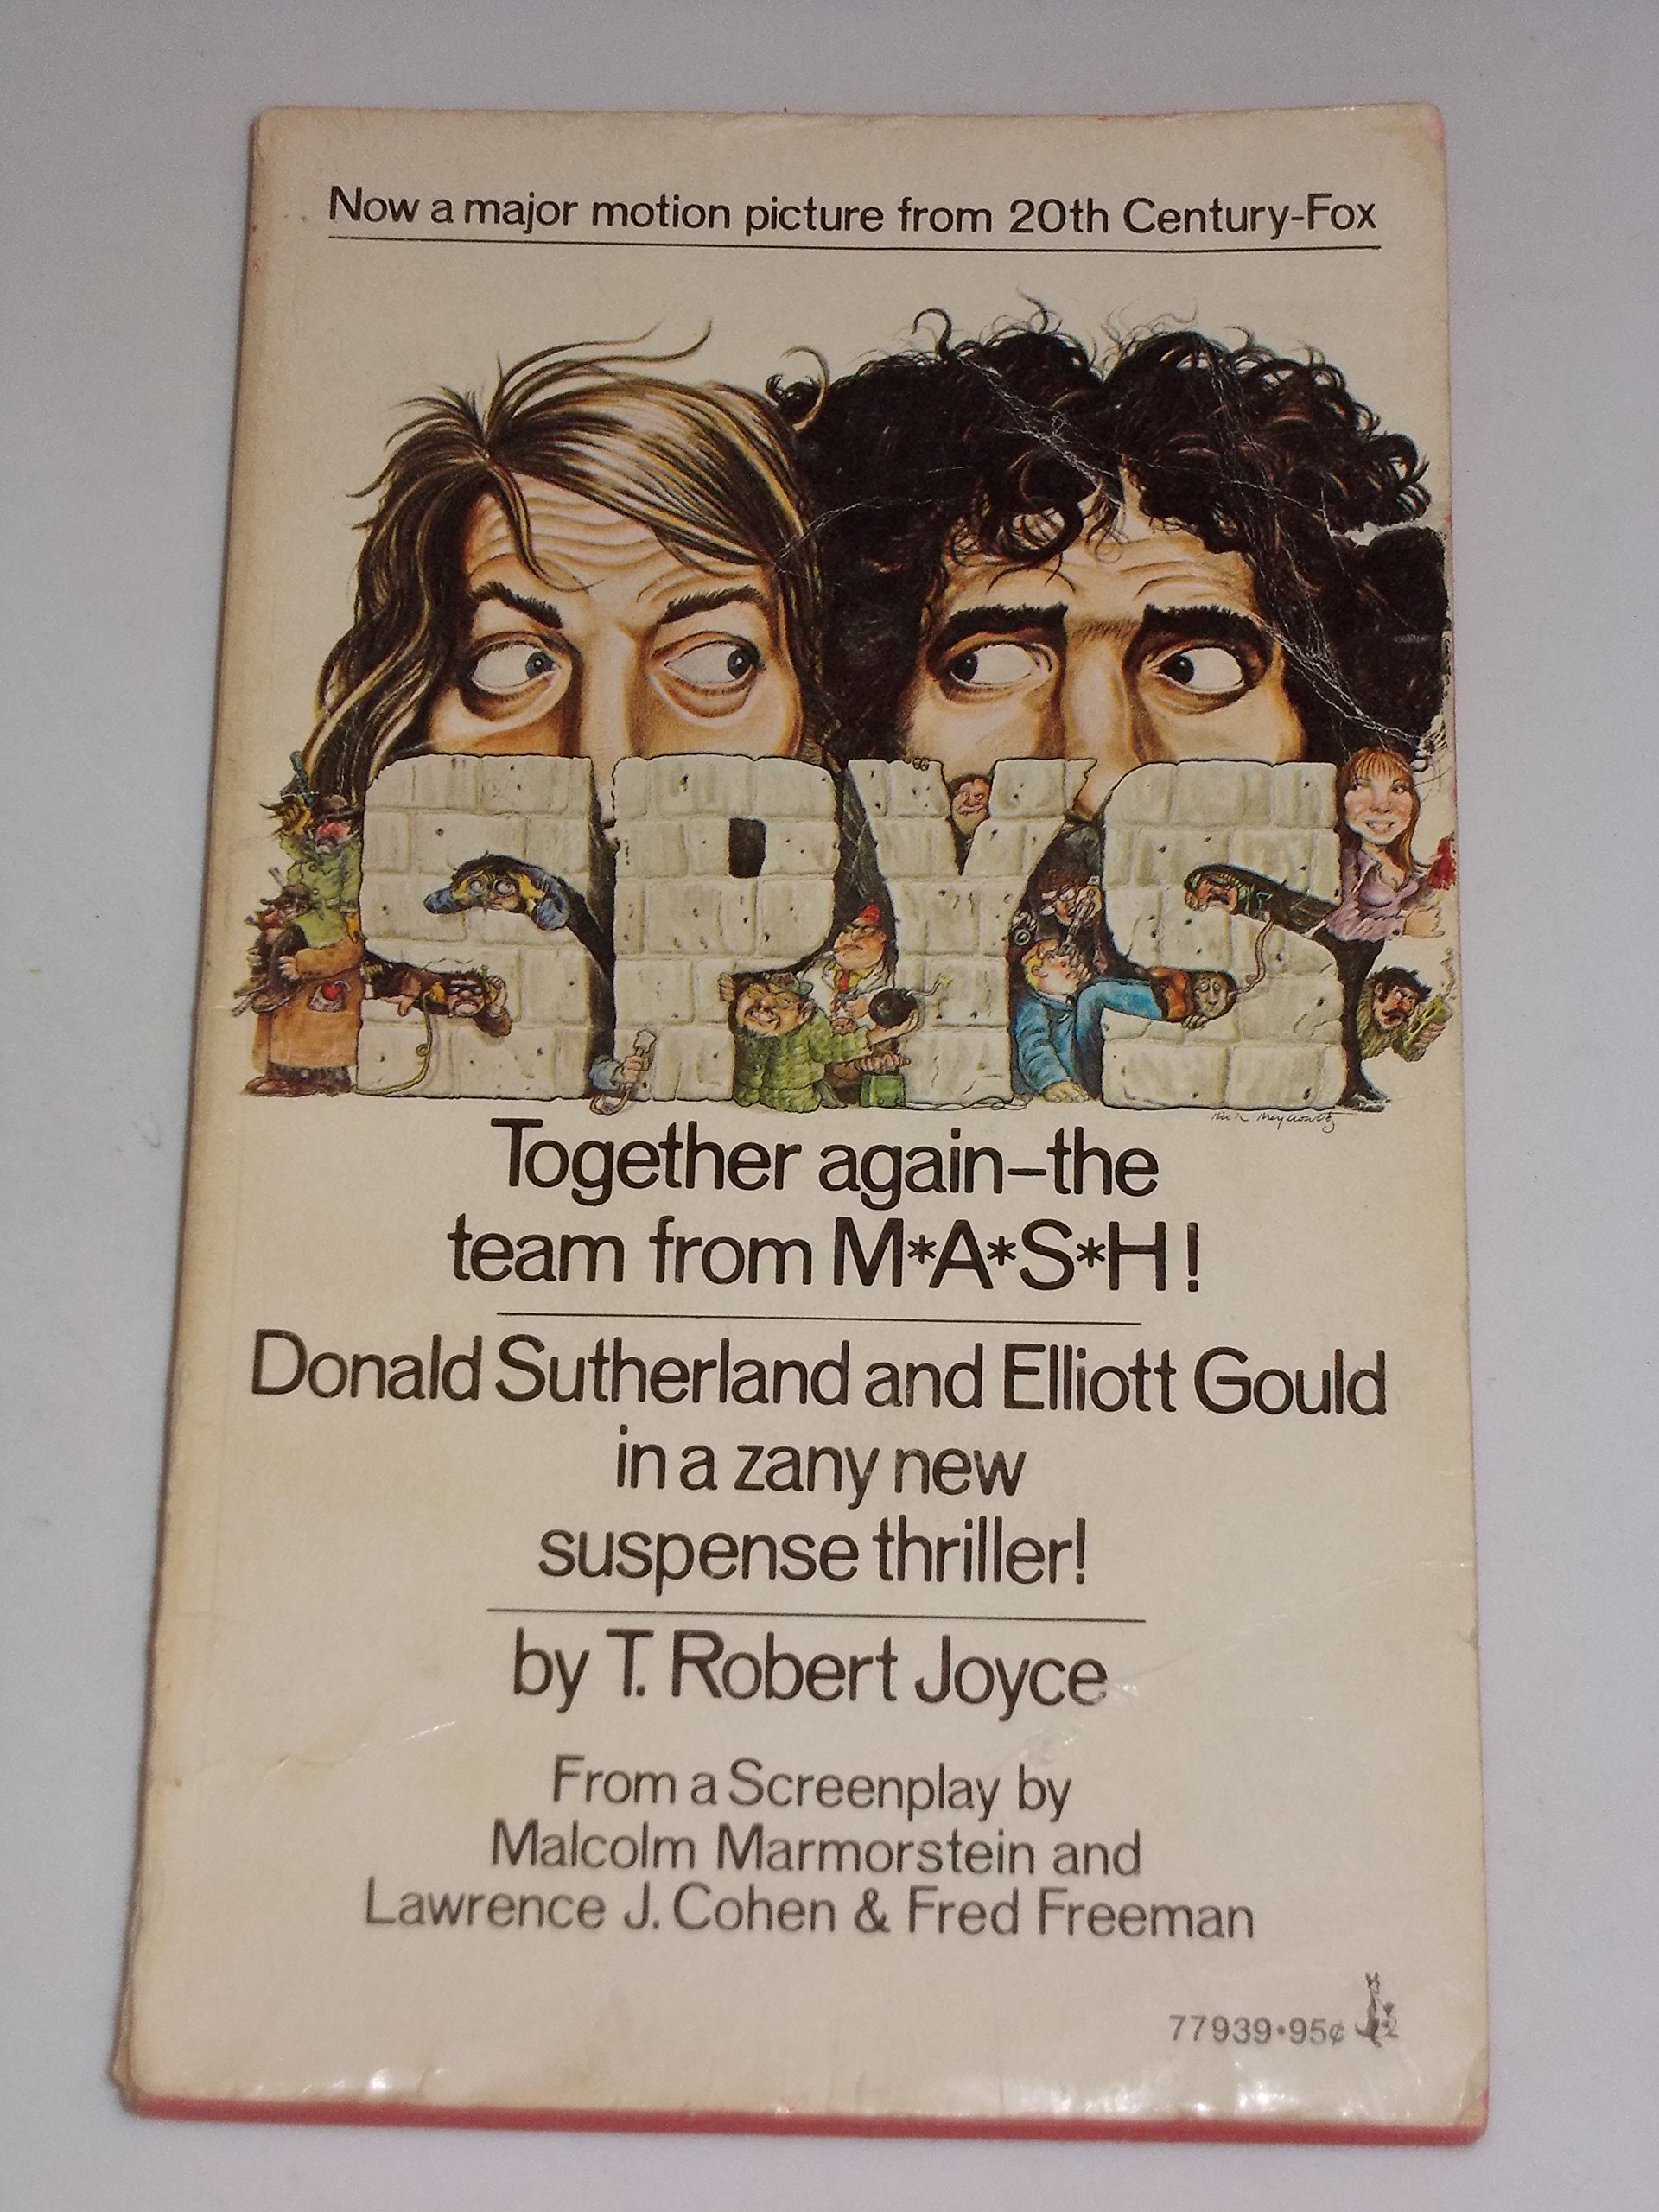 Now a major motion picture from 20th Century-Fox
SPYS
Rick Meyerowitz
Together again–the
team from M*A*S*H!
Donald Sutherland and Elliott Gould
in a zany new
suspense thriller!
by T. Robert Joyce
From a Screenplay by
Malcolm Marmorstein and
Lawrence J. Cohen & Fred Freeman
77939•95¢